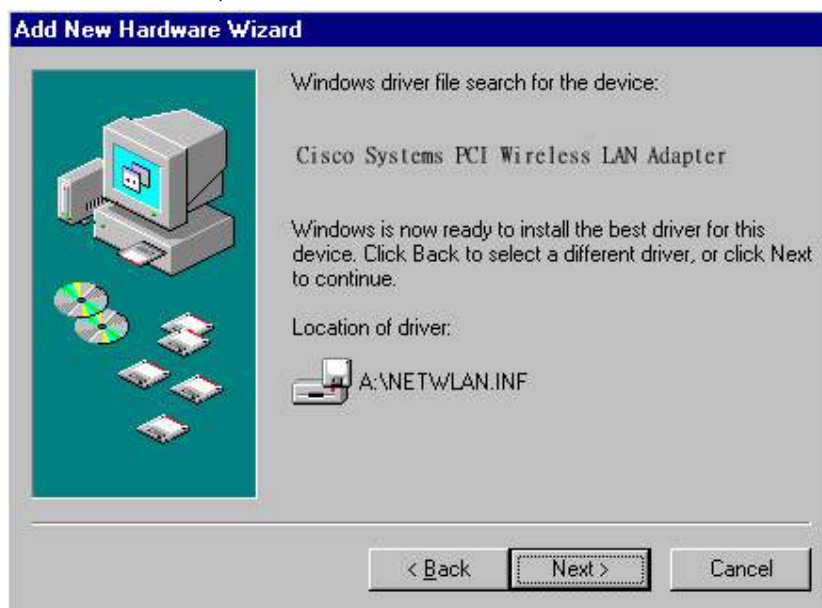 Add New Hardware Wizard
Windows driver file search for the device:
Cisco Systems PCI Wireless LAN Adapter
Windows is now ready to install the best driver for this
device. Click Back to select a different driver, or click Next
to continue.
Location of driver:
A:\NETWLAN.INF
< Back
Next >
Cancel